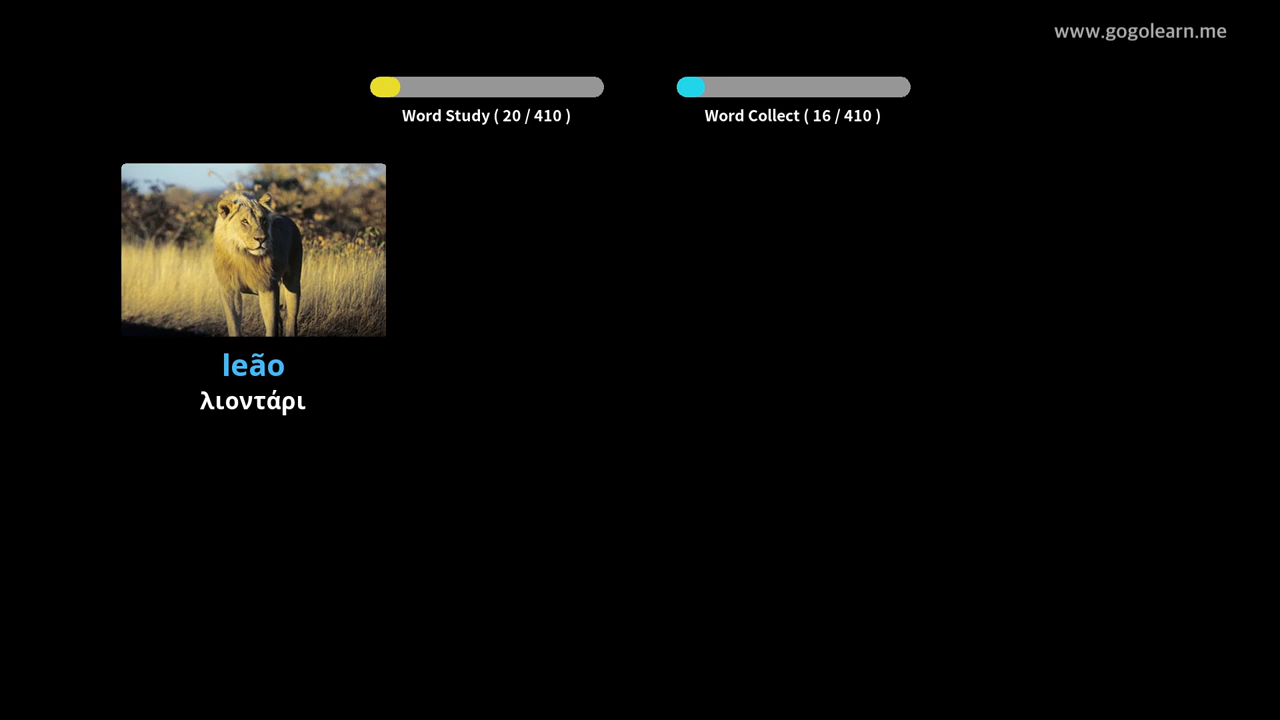 www.gogolearn.me
Word Study ( 20 / 410 )
Word Collect ( 16 / 410 )
leão
λιοντάρι